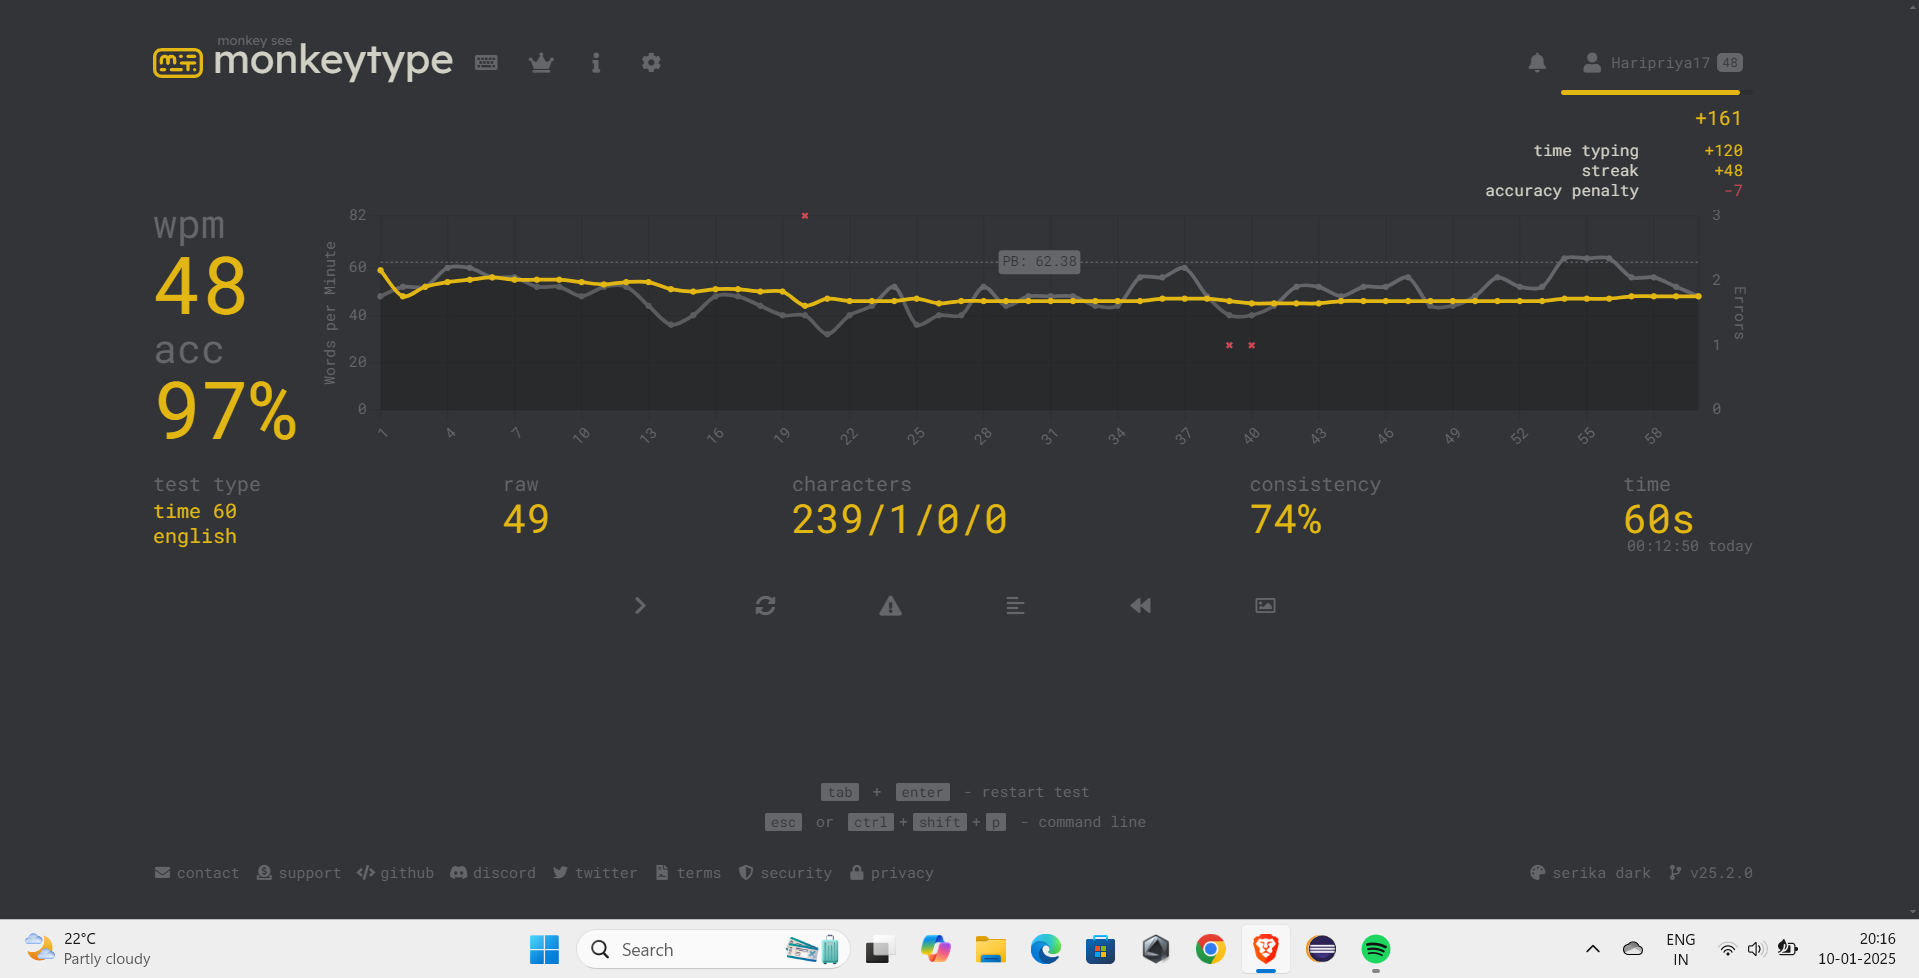 monkey see
monkeytype
Haripriya17 48
+161
time typing +120
streak +48
accuracy penalty -7
wpm
48
acc
97%
Words per Minute
82
60
40
20
0
PB: 62.38
3
2
1
0
Errors
1 4 7 10 13 16 19 22 25 28 31 34 37 40 43 46 49 52 55 58
test type
time 60
english
raw
49
characters
239/1/0/0
consistency
74%
time
60s
00:12:50 today
tab + enter - restart test
esc or ctrl + shift + p - command line
contact support github discord twitter terms security privacy
serika dark v25.2.0
22°C
Partly cloudy
Search
ENG
IN
20:16
10-01-2025